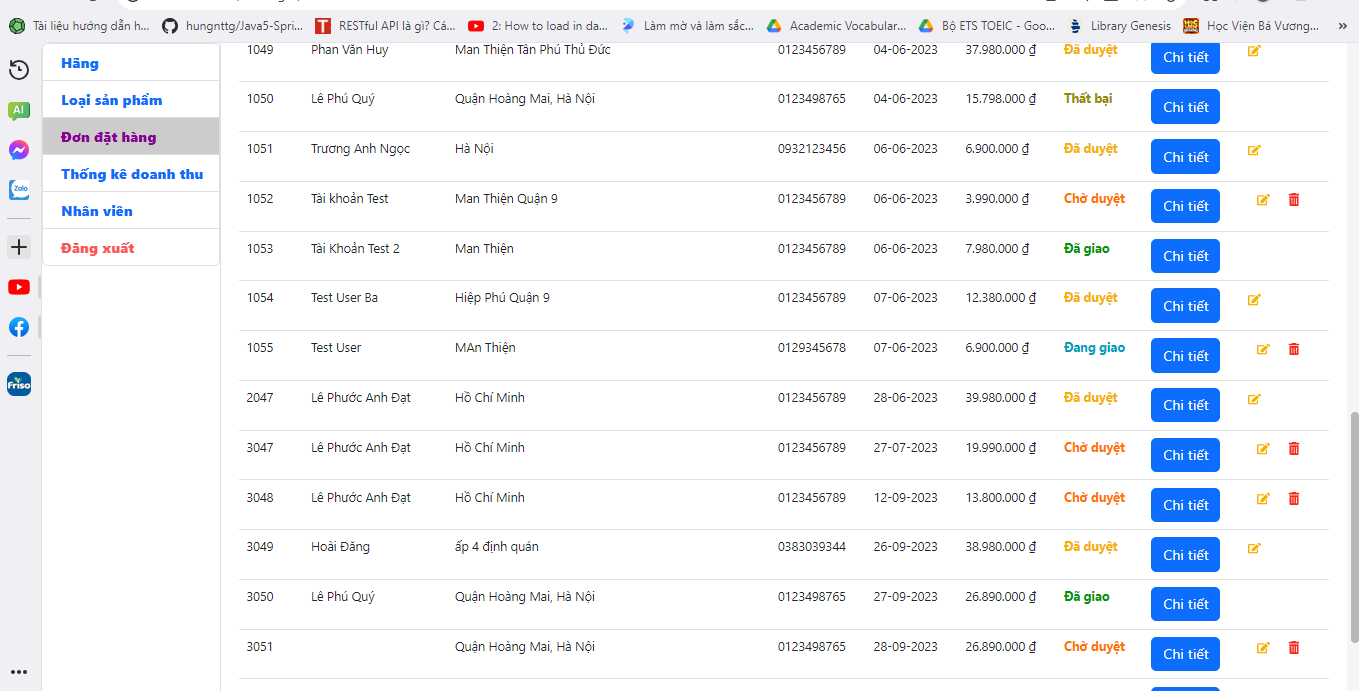 Tài liệu hướng dẫn h... hungnttg/Java5-Spri... RESTful API là gì? Cá... 2: How to load in da... Làm mờ và làm sắc... Academic Vocabular... Bộ ETS TOEIC - Goo... Library Genesis Học Viện Bá Vương... »
AI
Zalo
Friso
Hãng
Loại sản phẩm
Đơn đặt hàng
Thống kê doanh thu
Nhân viên
Đăng xuất
1049 Phan Văn Huy Man Thiện Tân Phú Thủ Đức 0123456789 04-06-2023 37.980.000 ₫ Đã duyệt Chi tiết
1050 Lê Phú Quý Quận Hoàng Mai, Hà Nội 0123498765 04-06-2023 15.798.000 ₫ Thất bại Chi tiết
1051 Trương Anh Ngọc Hà Nội 0932123456 06-06-2023 6.900.000 ₫ Đã duyệt Chi tiết
1052 Tài khoản Test Man Thiện Quận 9 0123456789 06-06-2023 3.990.000 ₫ Chờ duyệt Chi tiết
1053 Tài Khoản Test 2 Man Thiện 0123456789 06-06-2023 7.980.000 ₫ Đã giao Chi tiết
1054 Test User Ba Hiệp Phú Quận 9 0123456789 07-06-2023 12.380.000 ₫ Đã duyệt Chi tiết
1055 Test User MAn Thiện 0129345678 07-06-2023 6.900.000 ₫ Đang giao Chi tiết
2047 Lê Phước Anh Đạt Hồ Chí Minh 0123456789 28-06-2023 39.980.000 ₫ Đã duyệt Chi tiết
3047 Lê Phước Anh Đạt Hồ Chí Minh 0123456789 27-07-2023 19.990.000 ₫ Chờ duyệt Chi tiết
3048 Lê Phước Anh Đạt Hồ Chí Minh 0123456789 12-09-2023 13.800.000 ₫ Chờ duyệt Chi tiết
3049 Hoài Đăng ấp 4 định quán 0383039344 26-09-2023 38.980.000 ₫ Đã duyệt Chi tiết
3050 Lê Phú Quý Quận Hoàng Mai, Hà Nội 0123498765 27-09-2023 26.890.000 ₫ Đã giao Chi tiết
3051 Quận Hoàng Mai, Hà Nội 0123498765 28-09-2023 26.890.000 ₫ Chờ duyệt Chi tiết